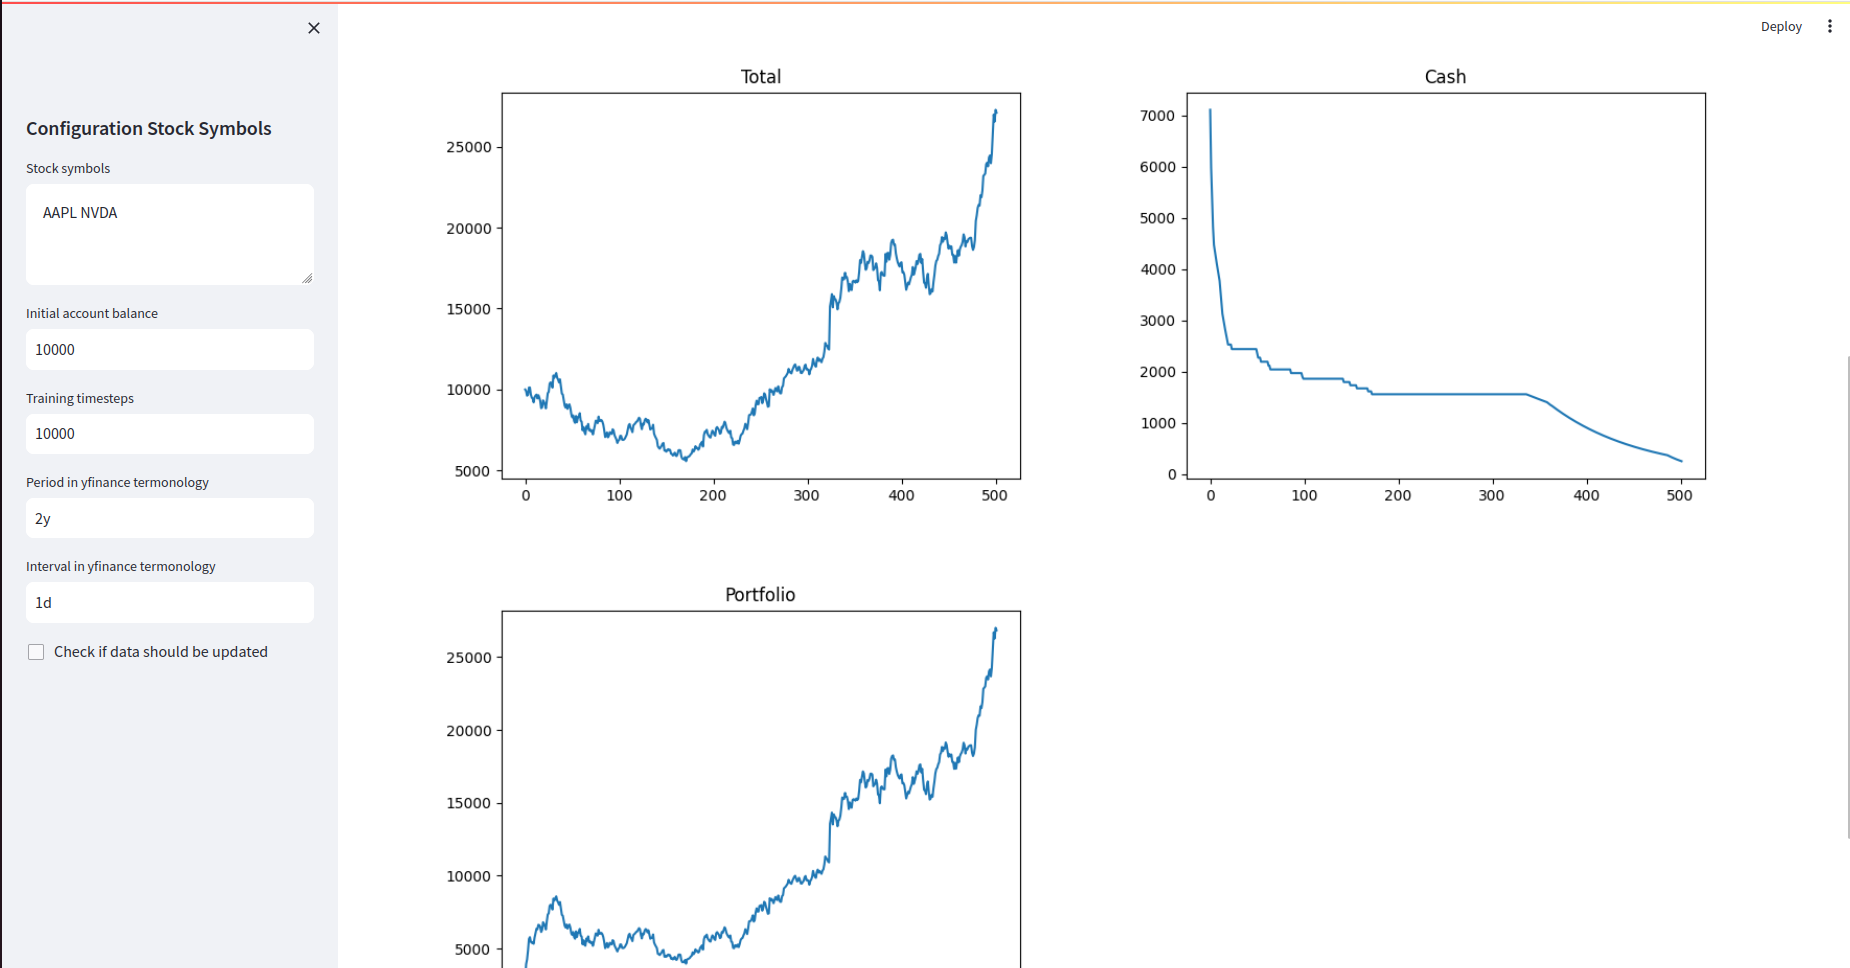 Deploy
Configuration Stock Symbols
Stock symbols
AAPL NVDA
Initial account balance
10000
Training timesteps
10000
Period in yfinance termonology
2y
Interval in yfinance termonology
1d
Check if data should be updated
Total
25000
20000
15000
10000
5000
0 100 200 300 400 500
Cash
7000
6000
5000
4000
3000
2000
1000
0
0 100 200 300 400 500
Portfolio
25000
20000
15000
10000
5000